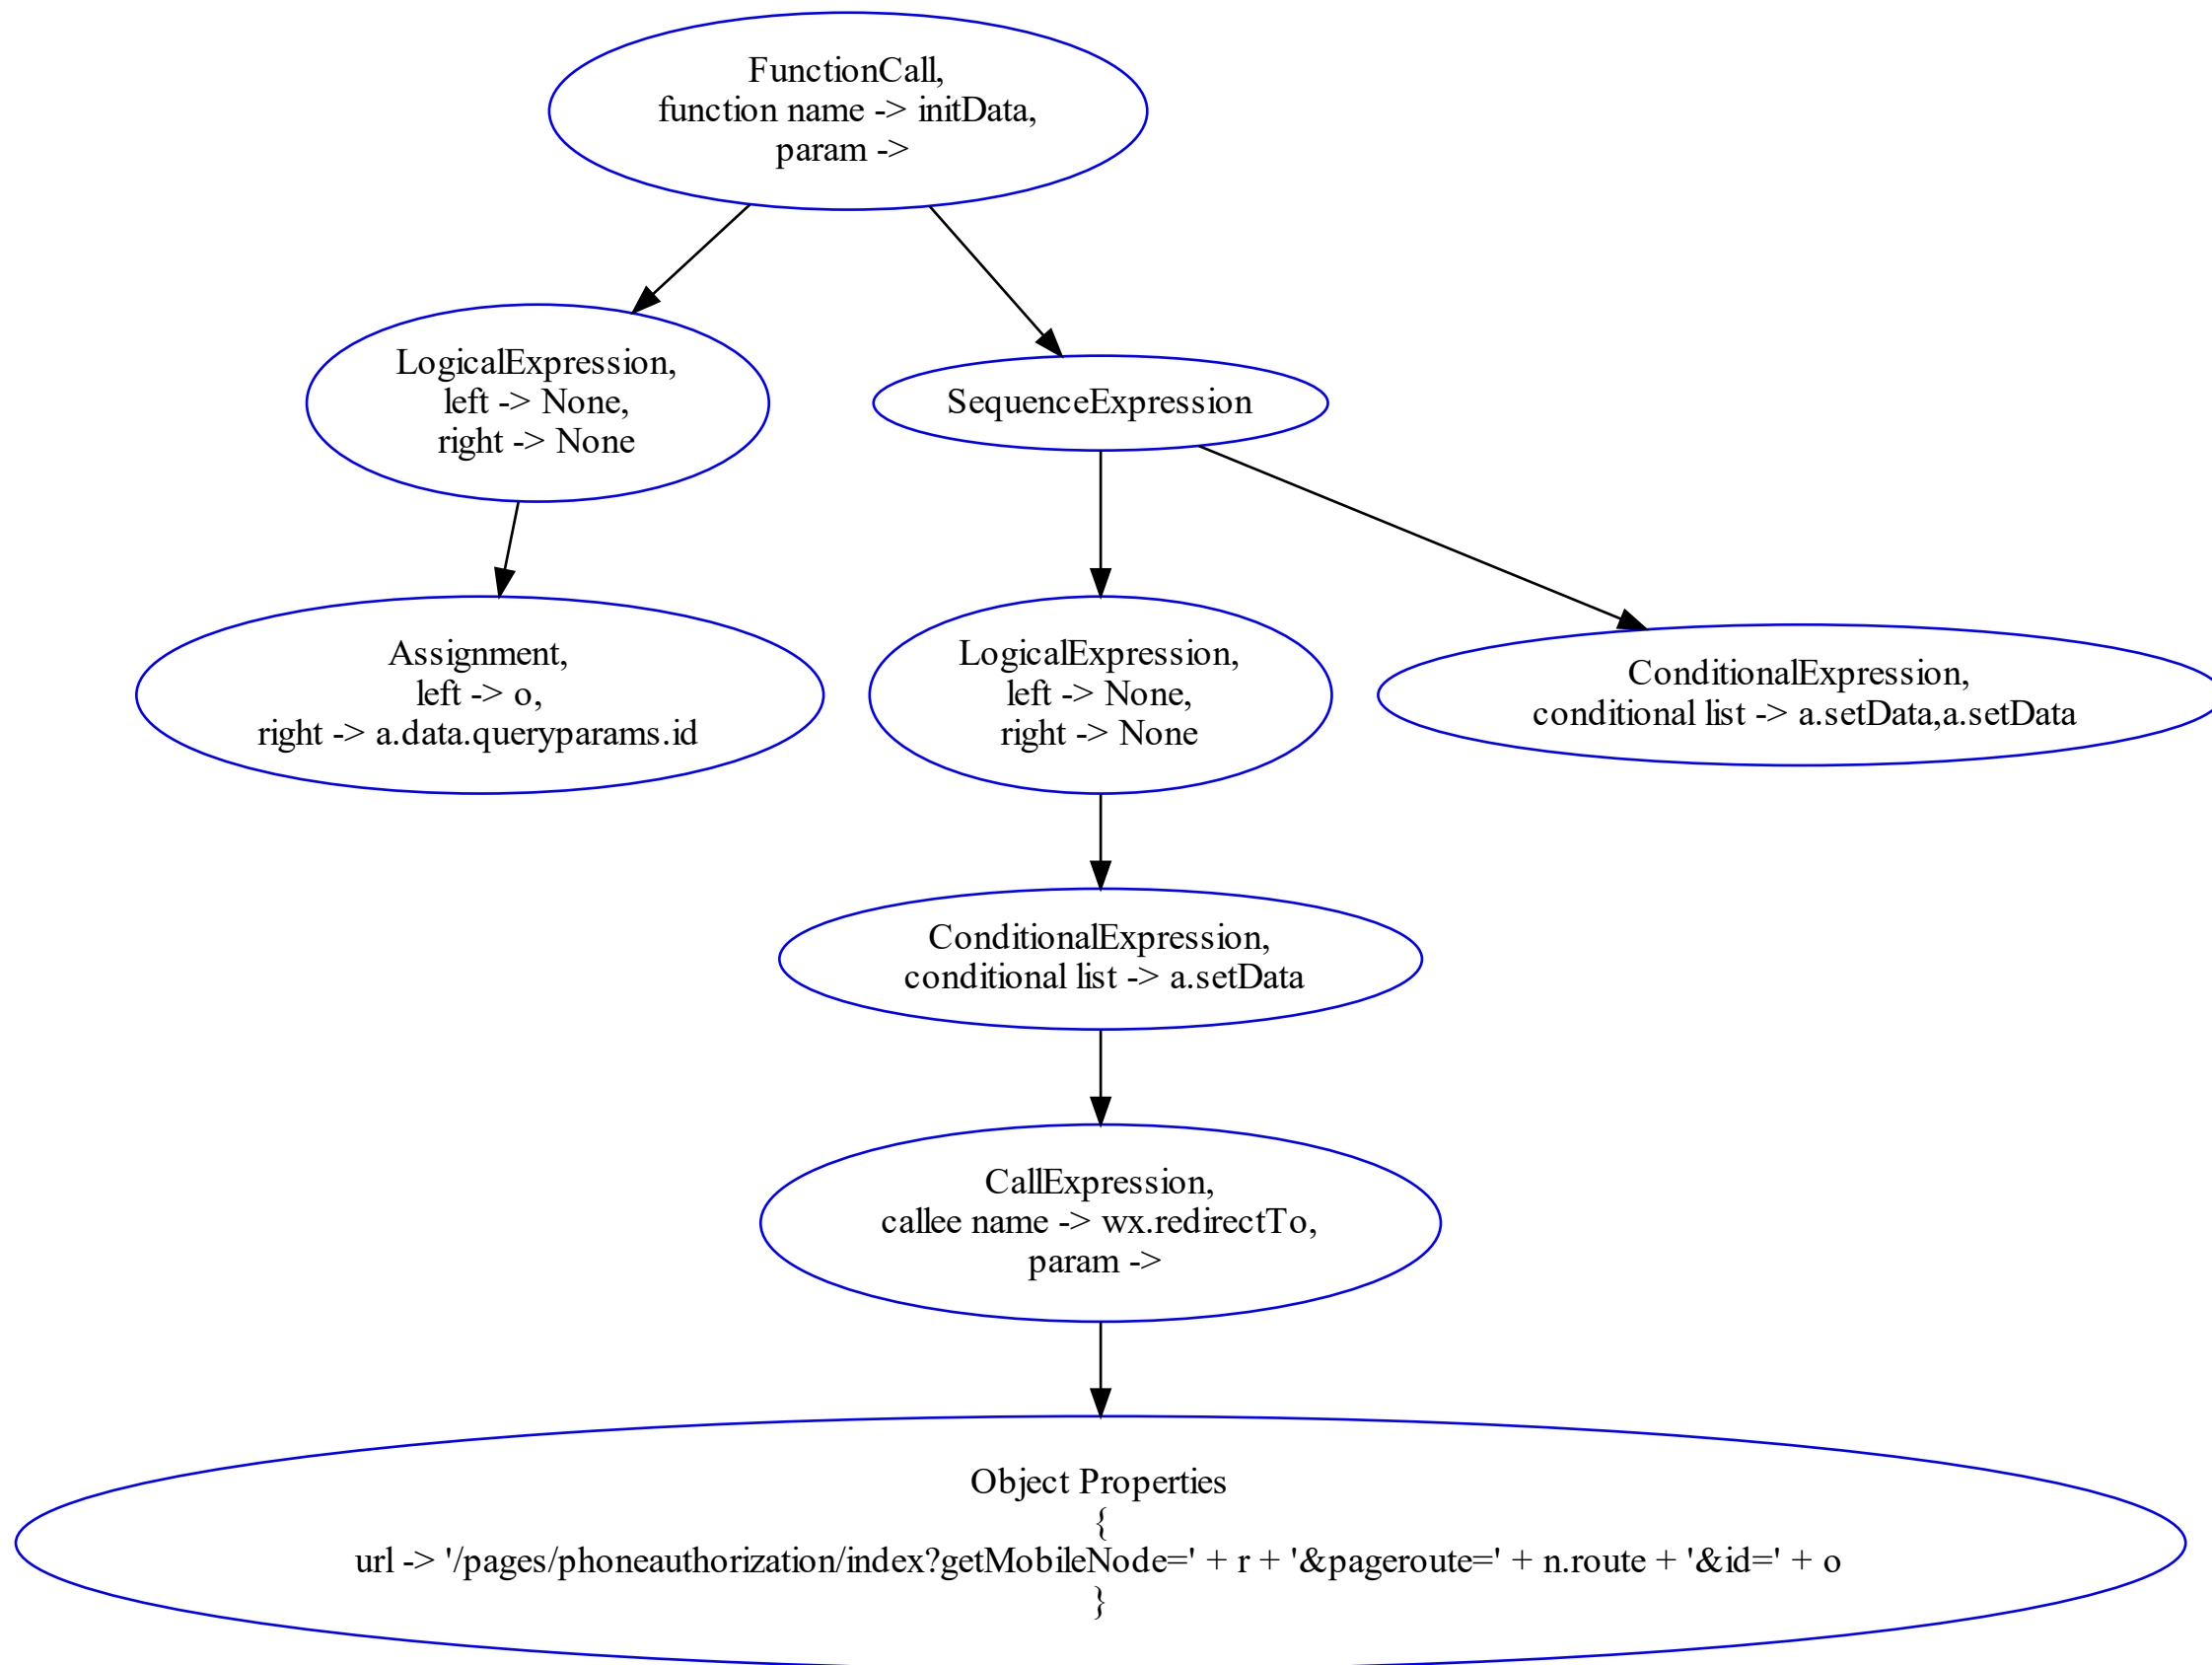 FunctionCall,
function name -> initData,
param ->
LogicalExpression,
left -> None,
right -> None
SequenceExpression
Assignment,
left -> o,
right -> a.data.queryparams.id
LogicalExpression,
left -> None,
right -> None
ConditionalExpression,
conditional list -> a.setData,a.setData
ConditionalExpression,
conditional list -> a.setData
CallExpression,
callee name -> wx.redirectTo,
param ->
Object Properties
{
url -> '/pages/phoneauthorization/index?getMobileNode=' + r + '&pageroute=' + n.route + '&id=' + o
}